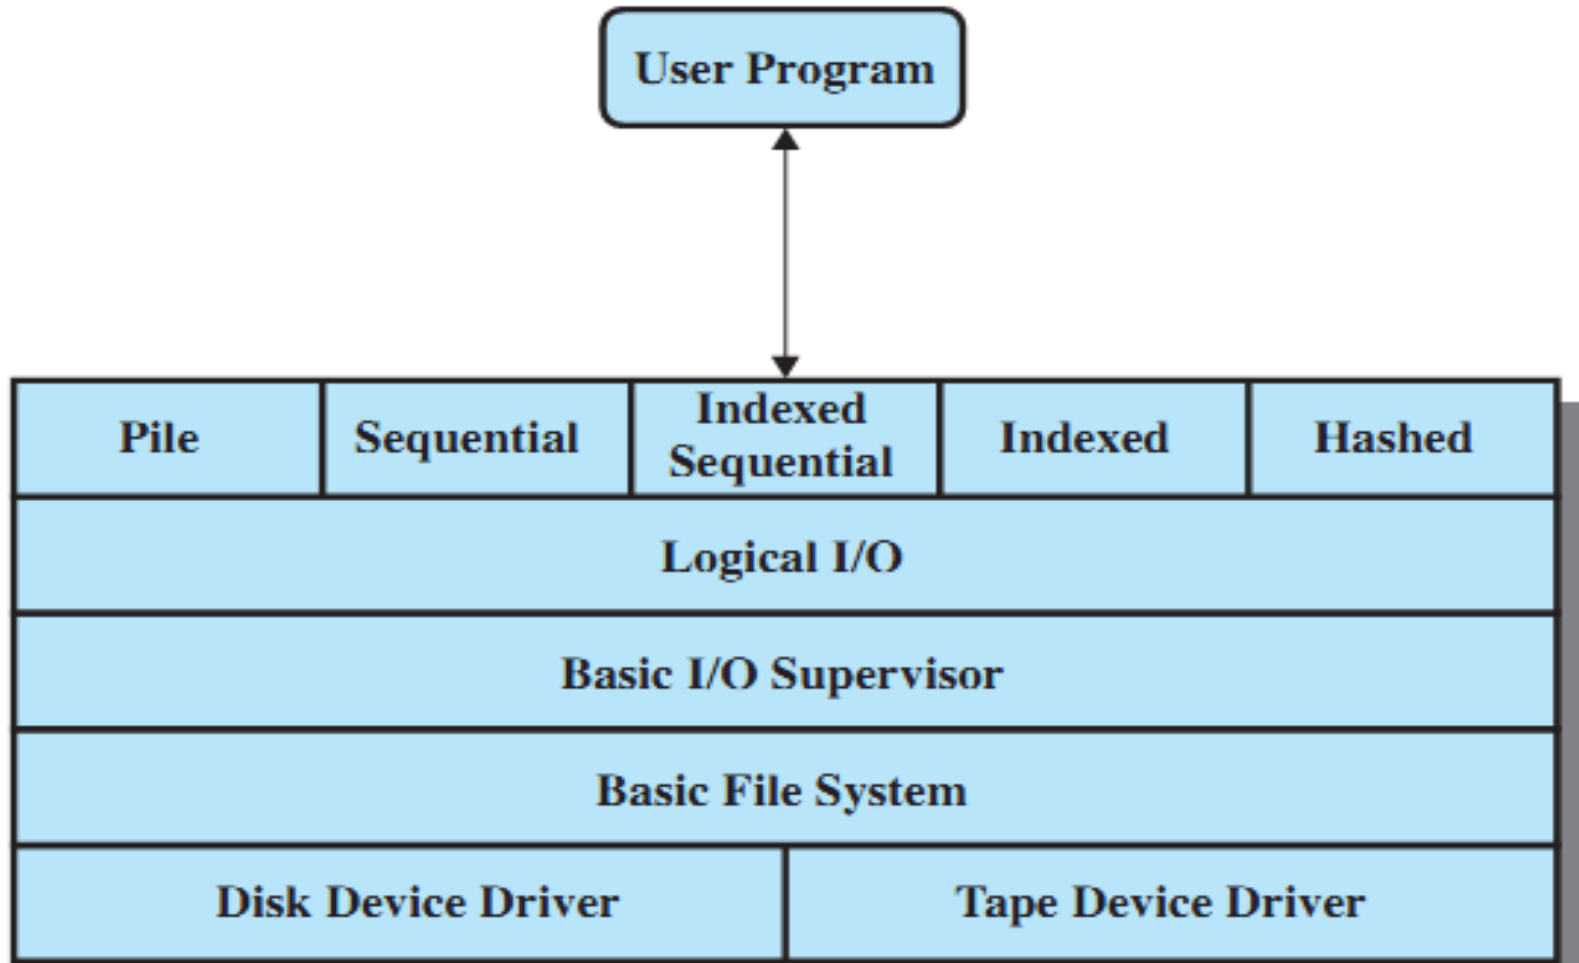 User Program
Pile
Sequential
Indexed
Sequential
Indexed
Hashed
Logical I/O
Basic I/O Supervisor
Basic File System
Disk Device Driver
Tape Device Driver